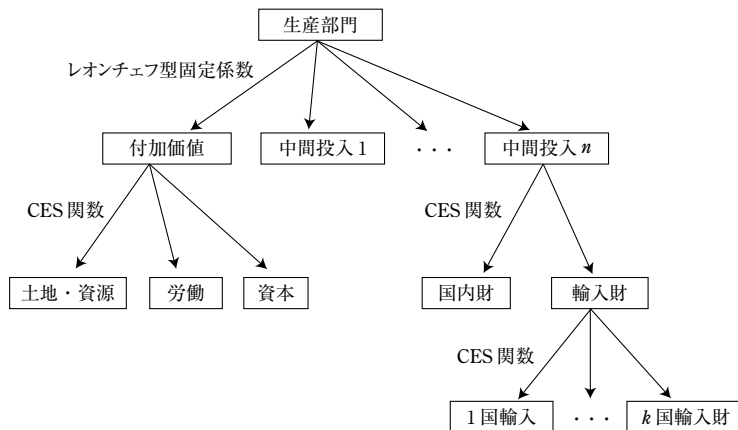 生産部門
レオンチェフ型固定係数
付加価値
中間投入 1
・・・
中間投入 n
CES 関数
CES 関数
土地・資源
労働
資本
国内財
輸入財
CES 関数
1 国輸入
・・・
k 国輸入財